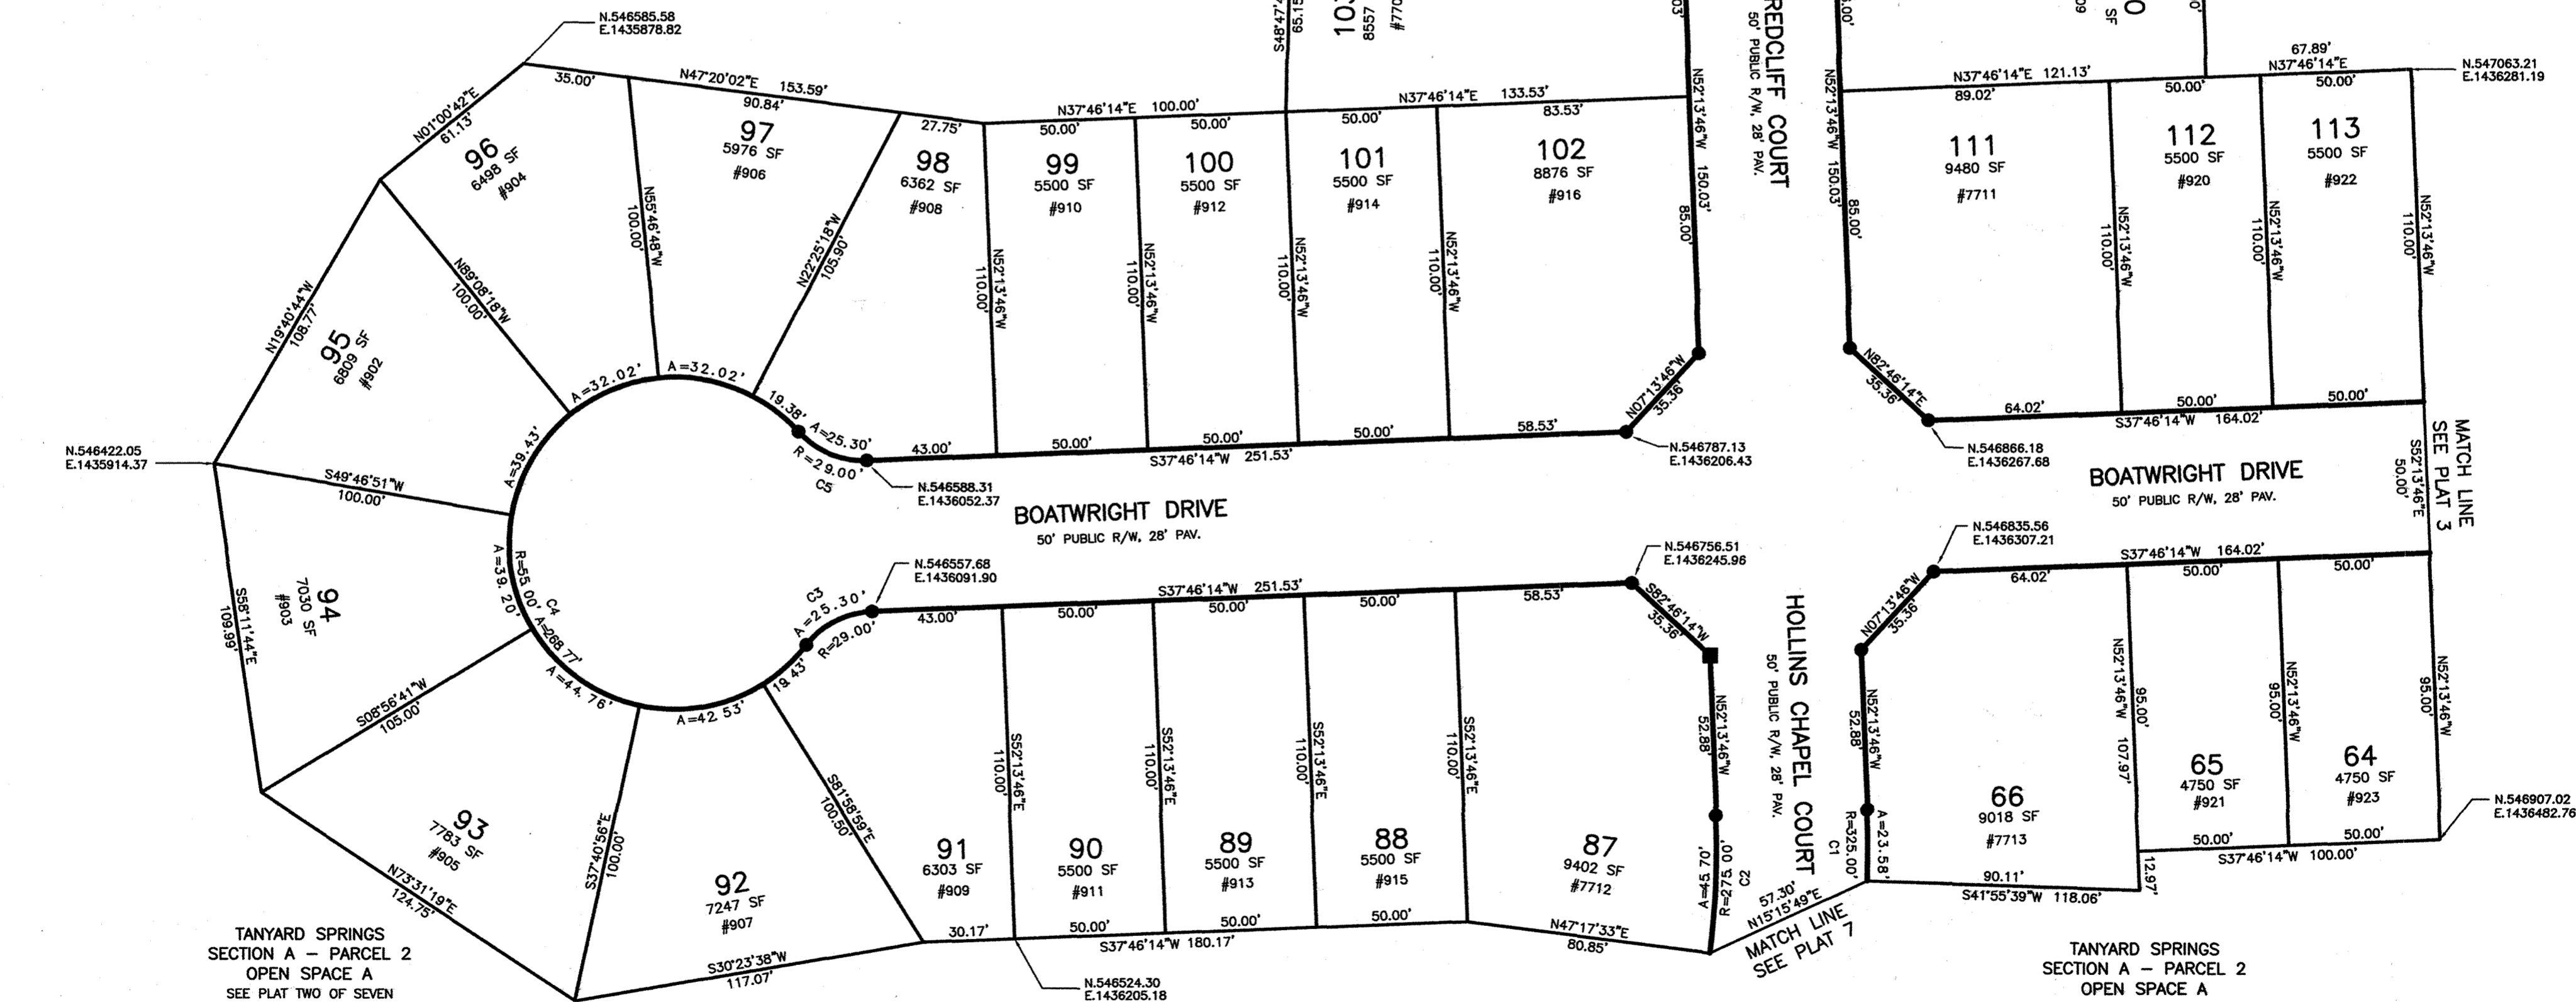 N.546585.58
E.1435878.82
35.00'
N47°20'02"E 153.59'
90.84'
27.75'
N01°00'42"E
61.13'
96
6498 SF
#904
97
5976 SF
#906
98
6362 SF
#908
N37°46'14"E 100.00'
50.00'
50.00'
99
5500 SF
#910
100
5500 SF
#912
N37°46'14"E 133.53'
50.00'
83.53'
101
5500 SF
#914
102
8876 SF
#916
8557
REDCLIFF COURT
50' PUBLIC R/W, 28' PAV.
N52°13'46"W 150.03'
85.00'
N52°13'46"W 150.03'
85.00'
N37°46'14"E 121.13'
89.02'
50.00'
67.89'
N37°46'14"E
50.00'
N.547063.21
E.1436281.19
111
9480 SF
#7711
112
5500 SF
#920
113
5500 SF
#922
N52°13'46"W
110.00'
N52°13'46"W
110.00'
N52°13'46"W
110.00'
N55°46'48"W
100.00'
N22°25'18"W
105.90'
N52°13'46"W
110.00'
N52°13'46"W
110.00'
N52°13'46"W
110.00'
N52°13'46"W
110.00'
N89°08'18"W
100.00'
N19°40'44"W
108.77'
95
6809 SF
#902
A=32.02'
A=32.02'
19.38'
A=25.30'
R=29.00'
C5
A=39.43'
43.00'
50.00'
50.00'
50.00'
58.53'
S37°46'14"W 251.53'
N07°13'46"W
35.36'
N82°46'14"E
35.36'
64.02'
50.00'
50.00'
S37°46'14"W 164.02'
N.546422.05
E.1435914.37
S49°46'51"W
100.00'
N.546588.31
E.1436052.37
N.546787.13
E.1436206.43
N.546866.18
E.1436267.68
MATCH LINE
SEE PLAT 3
S52°13'46"E
50.00'
BOATWRIGHT DRIVE
50' PUBLIC R/W, 28' PAV.
BOATWRIGHT DRIVE
50' PUBLIC R/W, 28' PAV.
N.546557.68
E.1436091.90
N.546756.51
E.1436245.96
N.546835.56
E.1436307.21
A=39.20'
R=55.00'
C4
A=268.77'
C3
A=25.30'
R=29.00'
S37°46'14"W 251.53'
43.00'
50.00'
50.00'
50.00'
58.53'
S82°46'14"W
35.36'
S37°46'14"W 164.02'
64.02'
50.00'
50.00'
N07°13'46"W
35.36'
94
7030 SF
#903
S58°11'44"E
109.99'
S08°56'41"W
105.00'
A=44.76'
A=42.53'
19.43'
93
7783 SF
#905
N73°31'19"E
124.75'
S37°40'56"E
100.00'
92
7247 SF
#907
S81°58'59"E
100.50'
S30°23'38"W
117.07'
91
6303 SF
#909
90
5500 SF
#911
89
5500 SF
#913
88
5500 SF
#915
87
9402 SF
#7712
S52°13'46"E
110.00'
S52°13'46"E
110.00'
S52°13'46"E
110.00'
S52°13'46"E
110.00'
30.17'
50.00'
50.00'
50.00'
S37°46'14"W 180.17'
N47°17'33"E
80.85'
N52°13'46"W
52.88'
A=45.70'
R=275.00'
C2
HOLLINS CHAPEL COURT
50' PUBLIC R/W, 28' PAV.
N52°13'46"W
52.88'
A=23.58'
R=325.00'
C1
57.30'
N15°15'49"E
MATCH LINE
SEE PLAT 7
66
9018 SF
#7713
65
4750 SF
#921
64
4750 SF
#923
N52°13'46"W 107.97'
95.00'
N52°13'46"W
95.00'
N52°13'46"W
95.00'
90.11'
S41°55'39"W 118.06'
12.97'
50.00'
50.00'
S37°46'14"W 100.00'
N.546907.02
E.1436482.76
N.546524.30
E.1436205.18
TANYARD SPRINGS
SECTION A – PARCEL 2
OPEN SPACE A
SEE PLAT TWO OF SEVEN
TANYARD SPRINGS
SECTION A – PARCEL 2
OPEN SPACE A